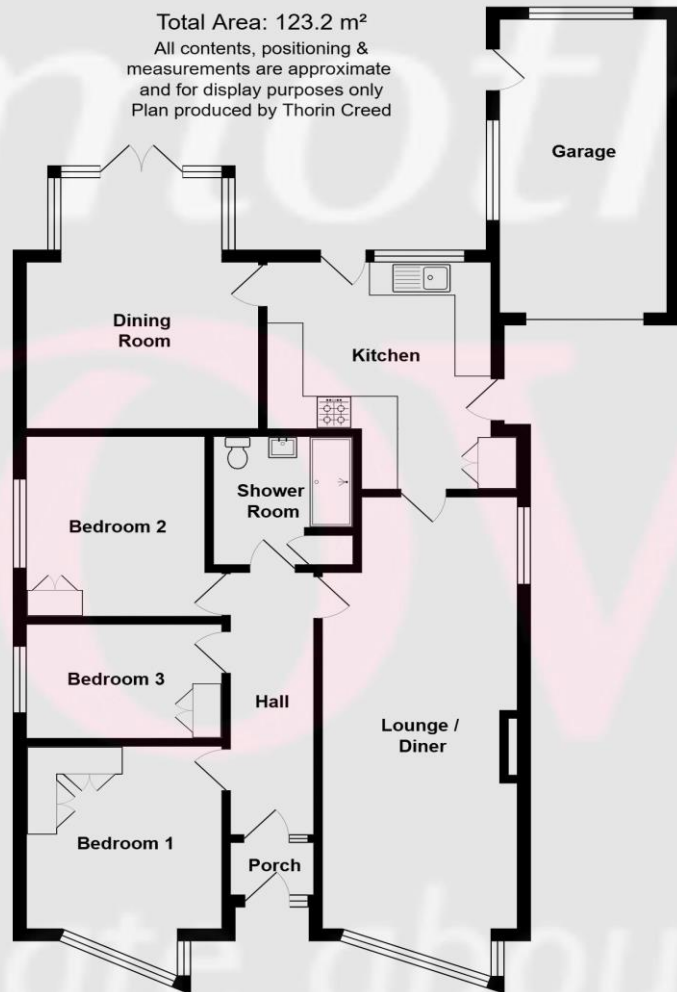 Total Area: 123.2 m²
All contents, positioning &
measurements are approximate
and for display purposes only
Plan produced by Thorin Creed
Garage
Dining
Room
Kitchen
Bedroom 2
Shower
Room
Bedroom 3
Hall
Lounge /
Diner
Bedroom 1
Porch